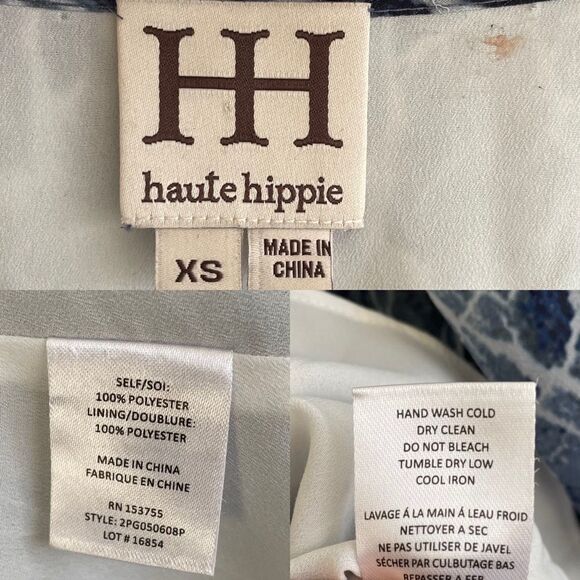 HH
haute hippie
XS
MADE IN
CHINA
SELF/SOI:
100% POLYESTER
LINING/DOUBLURE:
100% POLYESTER
MADE IN CHINA
FABRIQUE EN CHINE
RN 153755
STYLE: 2PG050608P
LOT # 16854
HAND WASH COLD
DRY CLEAN
DO NOT BLEACH
TUMBLE DRY LOW
COOL IRON
LAVAGE Á LA MAIN Á LEAU FROID
NETTOYER A SEC
NE PAS UTILISER DE JAVEL
SÉCHER PAR CULBUTAGE BAS
REPASSER A FER